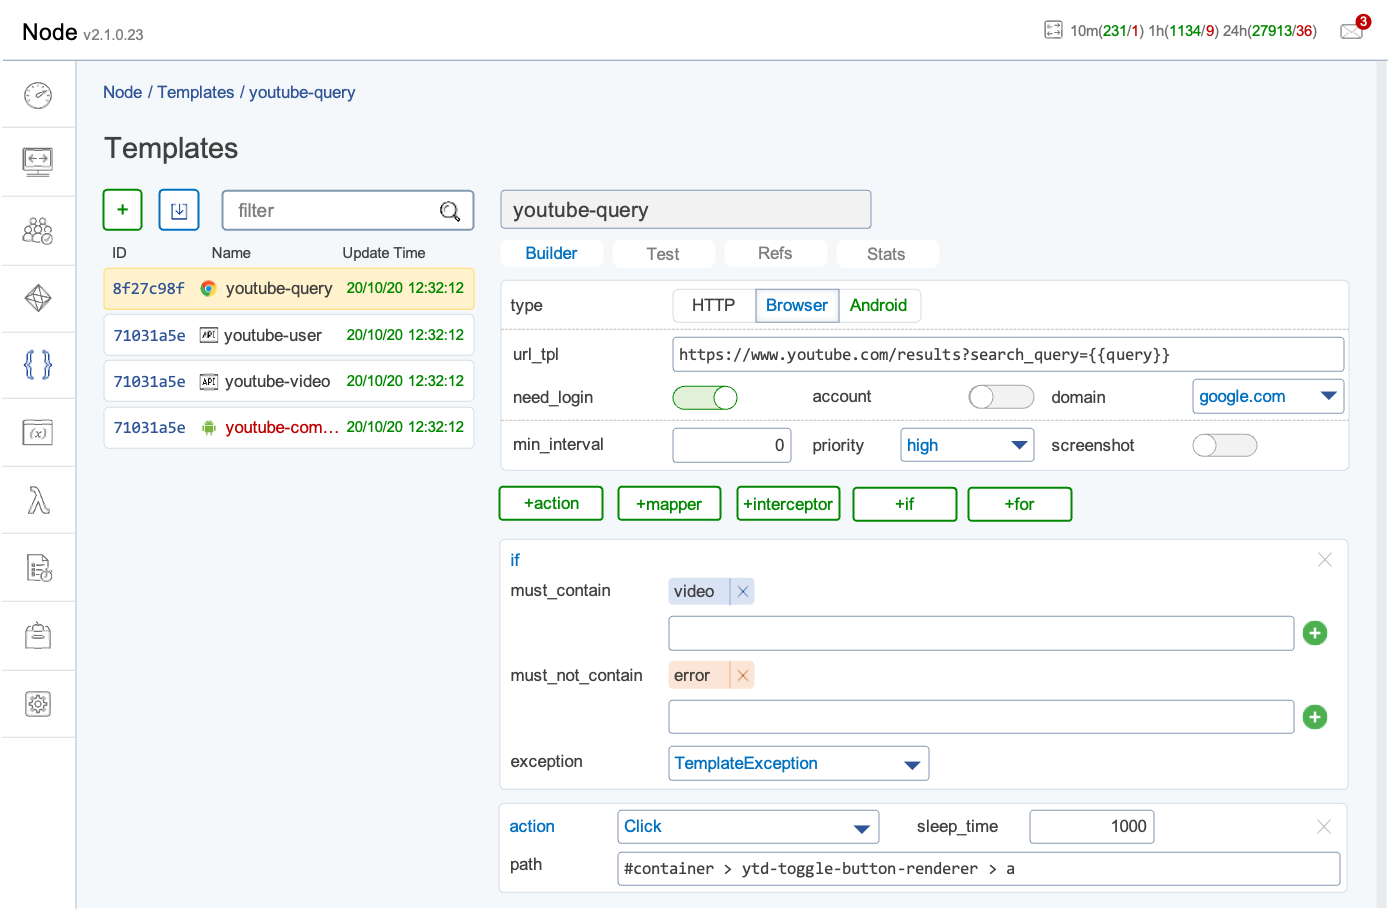 Node v2.1.0.23
10m(231/1) 1h(1134/9) 24h(27913/36)
3
Node / Templates / youtube-query
Templates
+
filter
ID Name Update Time
8f27c98f youtube-query 20/10/20 12:32:12
71031a5e API youtube-user 20/10/20 12:32:12
71031a5e API youtube-video 20/10/20 12:32:12
71031a5e youtube-com... 20/10/20 12:32:12
{ }
(x)
λ
youtube-query
Builder Test Refs Stats
type HTTP Browser Android
url_tpl https://www.youtube.com/results?search_query={{query}}
need_login account domain google.com
min_interval 0 priority high screenshot
+action +mapper +interceptor +if +for
if
must_contain video ×
must_not_contain error ×
exception TemplateException
action Click sleep_time 1000
path #container > ytd-toggle-button-renderer > a